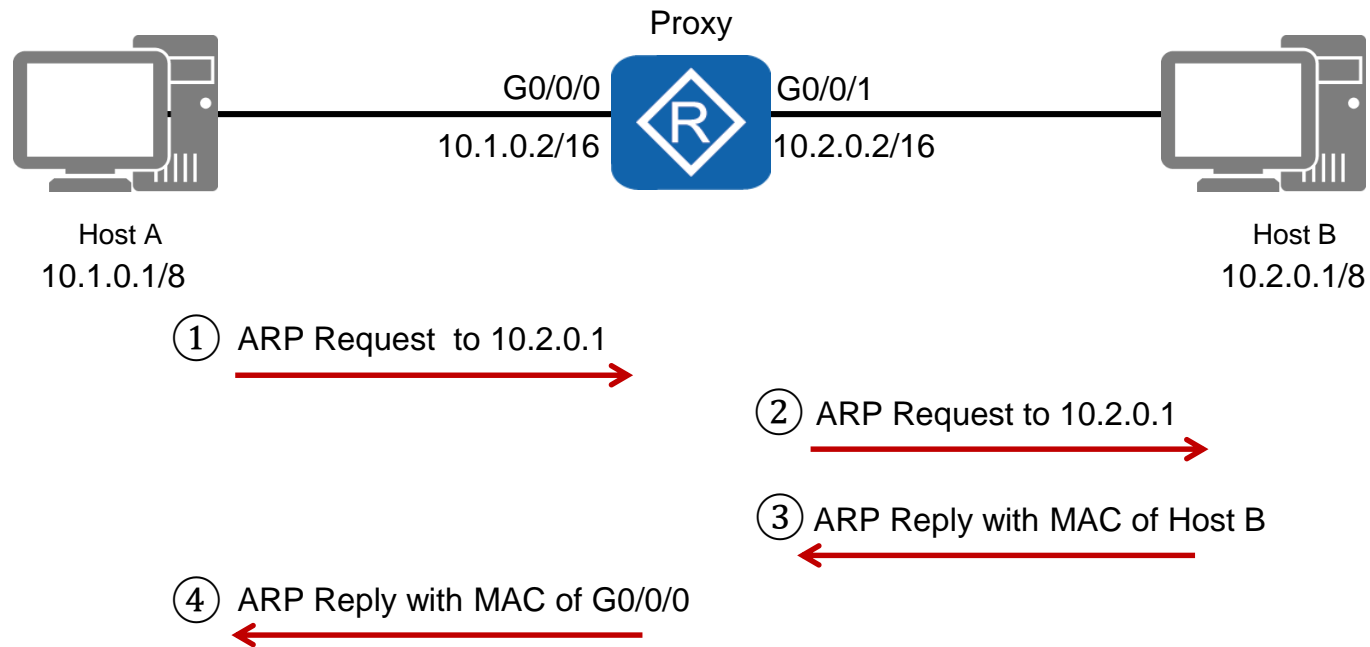 Proxy
G0/0/0
G0/0/1
R
10.1.0.2/16
10.2.0.2/16
Host A
Host B
10.1.0.1/8
10.2.0.1/8
① ARP Request to 10.2.0.1
② ARP Request to 10.2.0.1
③ ARP Reply with MAC of Host B
④ ARP Reply with MAC of G0/0/0